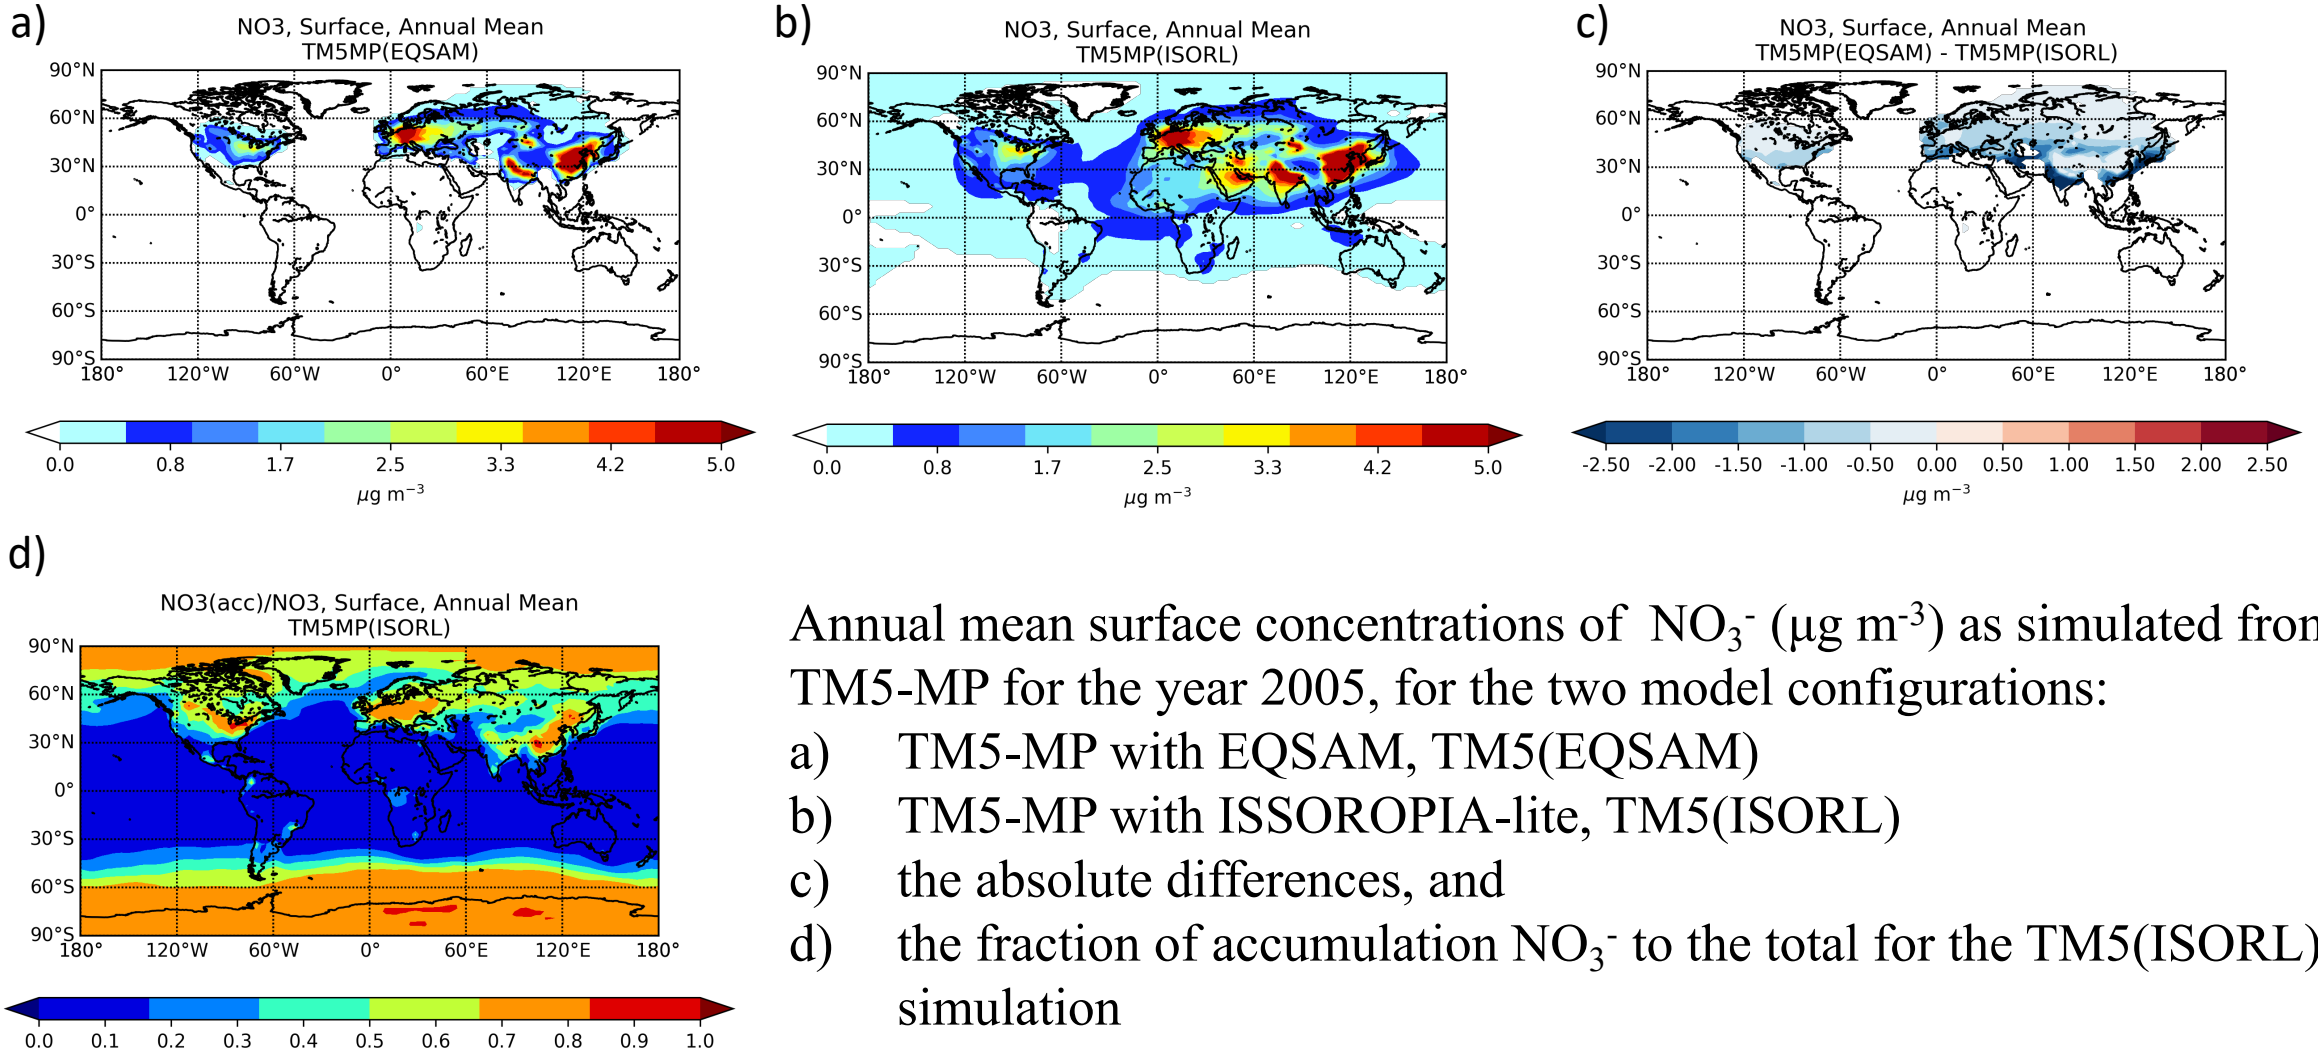 a)
NO3, Surface, Annual Mean
TM5MP(EQSAM)
90°N
60°N
30°N
0°
30°S
60°S
90°S
180° 120°W 60°W 0° 60°E 120°E 180°
0.0 0.8 1.7 2.5 3.3 4.2 5.0
μg m⁻³
b)
NO3, Surface, Annual Mean
TM5MP(ISORL)
90°N
60°N
30°N
0°
30°S
60°S
90°S
180° 120°W 60°W 0° 60°E 120°E 180°
0.0 0.8 1.7 2.5 3.3 4.2 5.0
μg m⁻³
c)
NO3, Surface, Annual Mean
TM5MP(EQSAM) - TM5MP(ISORL)
90°N
60°N
30°N
0°
30°S
60°S
90°S
180° 120°W 60°W 0° 60°E 120°E 180°
-2.50 -2.00 -1.50 -1.00 -0.50 0.00 0.50 1.00 1.50 2.00 2.50
μg m⁻³
d)
NO3(acc)/NO3, Surface, Annual Mean
TM5MP(ISORL)
90°N
60°N
30°N
0°
30°S
60°S
90°S
180° 120°W 60°W 0° 60°E 120°E 180°
0.0 0.1 0.2 0.3 0.4 0.5 0.6 0.7 0.8 0.9 1.0
Annual mean surface concentrations of NO₃⁻ (μg m⁻³) as simulated from
TM5-MP for the year 2005, for the two model configurations:
a) TM5-MP with EQSAM, TM5(EQSAM)
b) TM5-MP with ISSOROPIA-lite, TM5(ISORL)
c) the absolute differences, and
d) the fraction of accumulation NO₃⁻ to the total for the TM5(ISORL)
simulation